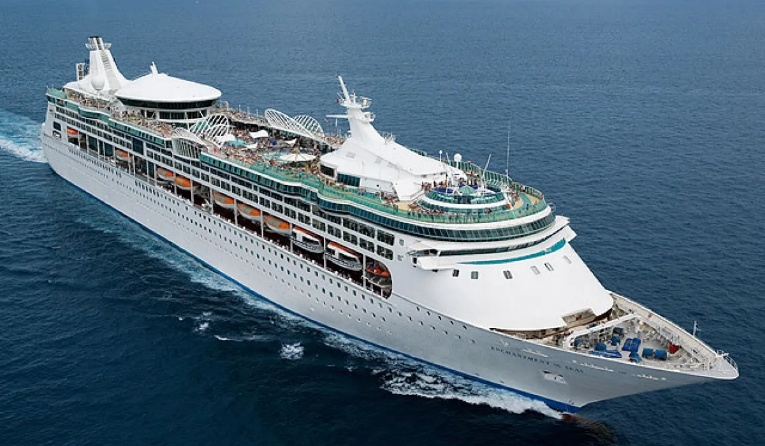 ENCHANTMENT OF THE SEAS